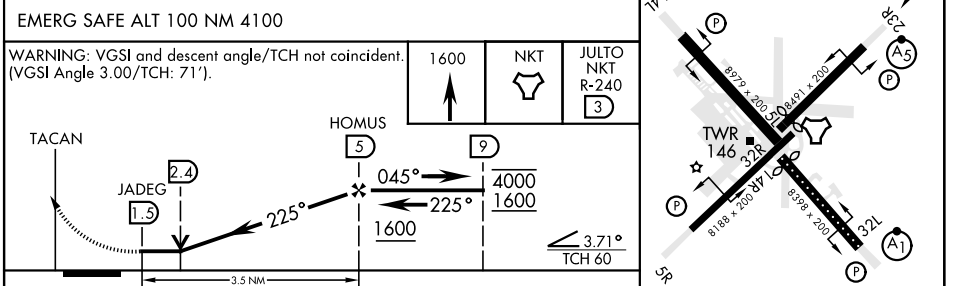 EMERG SAFE ALT 100 NM 4100
WARNING: VGSI and descent angle/TCH not coincident.
(VGSI Angle 3.00/TCH: 71').
1600
NKT
JULTO
NKT
R-240
3
TACAN
JADEG
1.5
2.4
HOMUS
5
9
045°
225°
225°
4000
1600
1600
3.71°
TCH 60
3.5 NM
14L
P
23R
A5
P
8979 x 200
5L
8491 x 200
TWR
146
32R
14R
P
8188 x 200
8398 x 200
32L
A1
P
5R